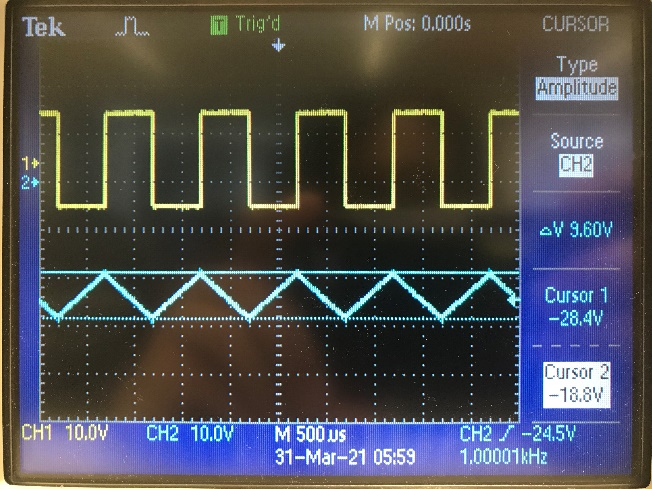 Tek Trig'd M Pos: 0.000s CURSOR
Type
Amplitude
Source
CH2
1
2
△V 9.60V
Cursor 1
-28.4V
Cursor 2
-18.8V
CH1 10.0V CH2 10.0V M 500µs CH2 / -24.5V
31-Mar-21 05:59 1.00001kHz